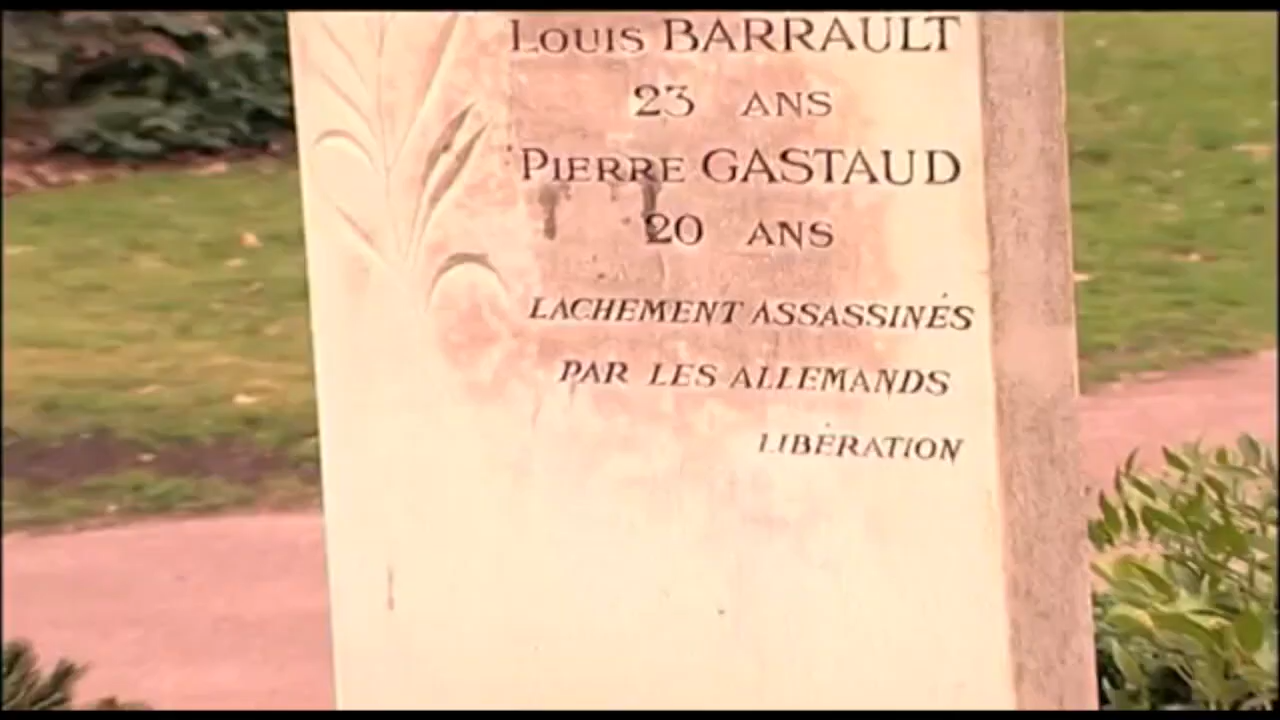 Louis BARRAULT
23 ANS
PIERRE GASTAUD
20 ANS
LACHEMENT ASSASSINÉS
PAR LES ALLEMANDS
LIBÉRATION